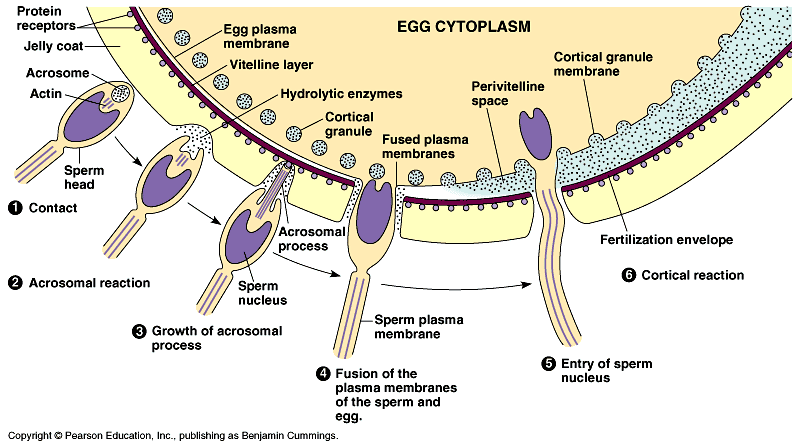 Protein
receptors
Jelly coat
Acrosome
Actin
Sperm
head
1 Contact
Egg plasma
membrane
Vitelline layer
Hydrolytic enzymes
Cortical
granule
EGG CYTOPLASM
Fused plasma
membranes
Perivitelline
space
Cortical granule
membrane
2 Acrosomal reaction
Acrosomal
process
Sperm
nucleus
3 Growth of acrosomal
process
Sperm plasma
membrane
4 Fusion of the
plasma membranes
of the sperm and
egg.
5 Entry of sperm
nucleus
Fertilization envelope
6 Cortical reaction
Copyright © Pearson Education, Inc., publishing as Benjamin Cummings.